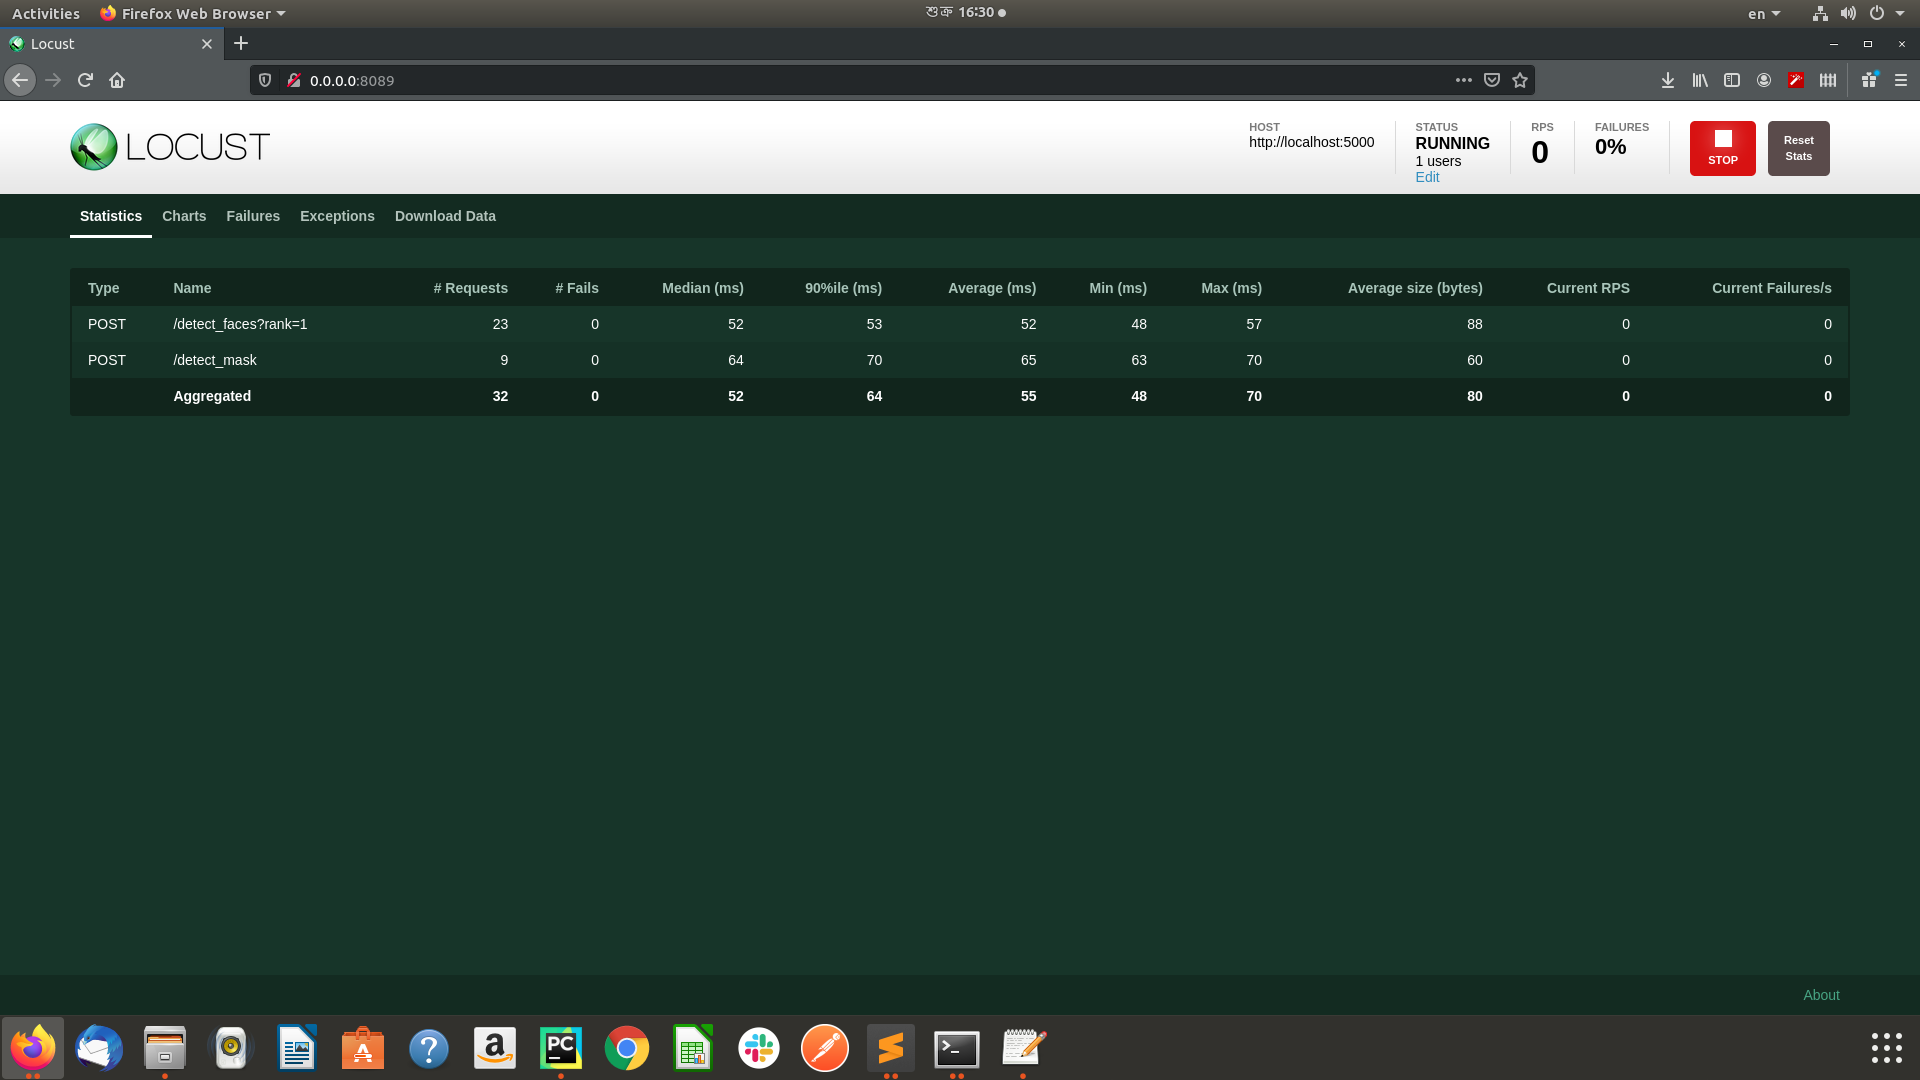 Activities Firefox Web Browser শুক্র 16:30 en
Locust
0.0.0.0:8089
LOCUST
HOST
http://localhost:5000
STATUS
RUNNING
1 users
Edit
RPS
0
FAILURES
0%
STOP
Reset
Stats
Statistics Charts Failures Exceptions Download Data
Type Name # Requests # Fails Median (ms) 90%ile (ms) Average (ms) Min (ms) Max (ms) Average size (bytes) Current RPS Current Failures/s
POST /detect_faces?rank=1 23 0 52 53 52 48 57 88 0 0
POST /detect_mask 9 0 64 70 65 63 70 60 0 0
Aggregated 32 0 52 64 55 48 70 80 0 0
About
PC